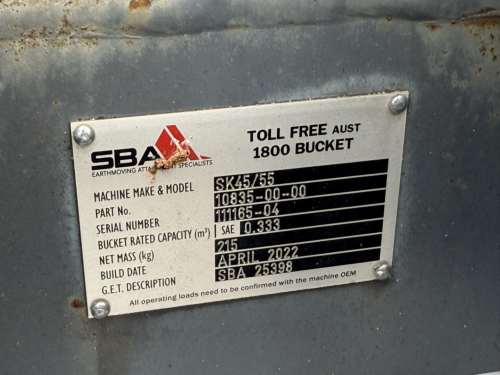 SBA
EARTHMOVING ATTACHMENT SPECIALISTS
TOLL FREE AUST
1800 BUCKET
MACHINE MAKE & MODEL SK45/55
PART No. 10835-00-00
SERIAL NUMBER 111165-04
BUCKET RATED CAPACITY (m³) SAE 0.333
NET MASS (kg) 215
BUILD DATE APRIL 2022
G.E.T. DESCRIPTION SBA 25398
All operating loads need to be confirmed with the machine OEM